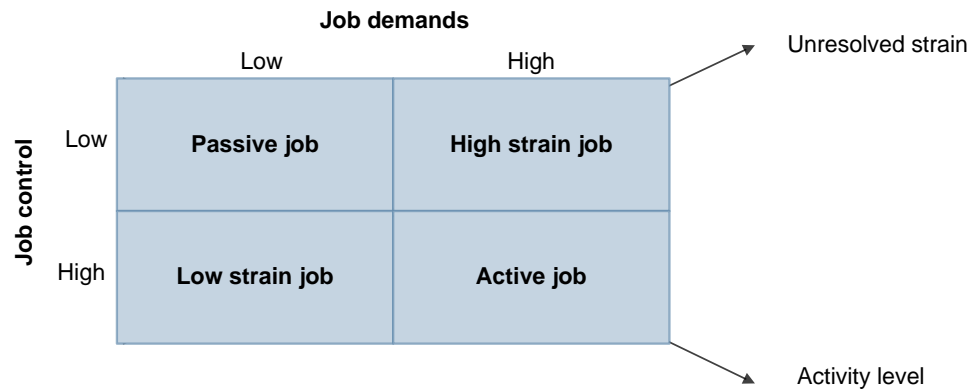 Job demands
Unresolved strain
Low
High
Job control
Low
Passive job
High strain job
High
Low strain job
Active job
Activity level